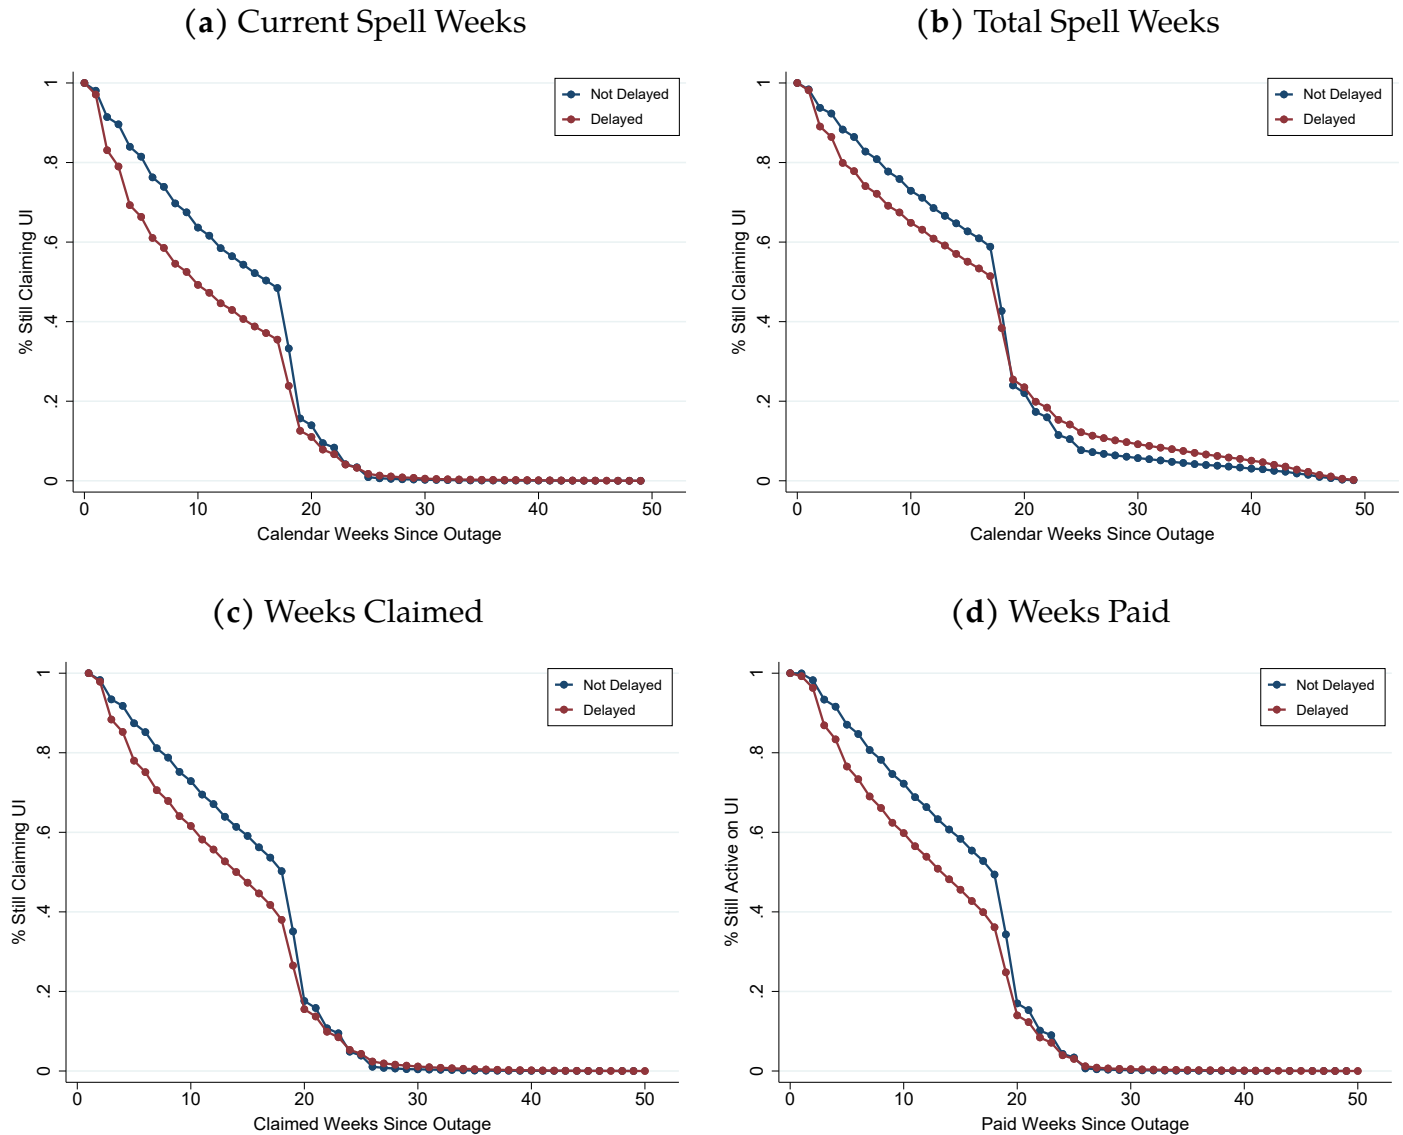 (a) Current Spell Weeks
% Still Claiming UI
1
.8
.6
.4
.2
0
Not Delayed
Delayed
0 10 20 30 40 50
Calendar Weeks Since Outage
(b) Total Spell Weeks
% Still Claiming UI
1
.8
.6
.4
.2
0
Not Delayed
Delayed
0 10 20 30 40 50
Calendar Weeks Since Outage
(c) Weeks Claimed
% Still Claiming UI
1
.8
.6
.4
.2
0
Not Delayed
Delayed
0 10 20 30 40 50
Claimed Weeks Since Outage
(d) Weeks Paid
% Still Active on UI
1
.8
.6
.4
.2
0
Not Delayed
Delayed
0 10 20 30 40 50
Paid Weeks Since Outage